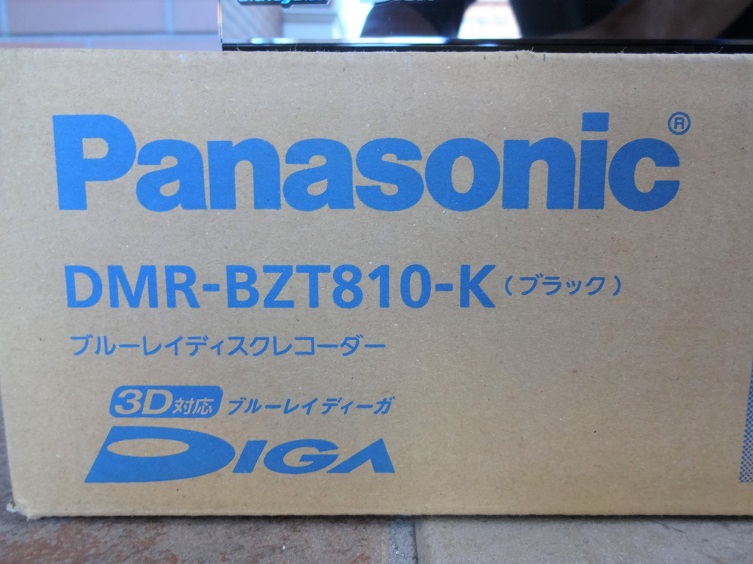 Panasonic®
DMR-BZT810-K（ブラック）
ブルーレイディスクレコーダー
3D対応 ブルーレイディーガ
DIGA